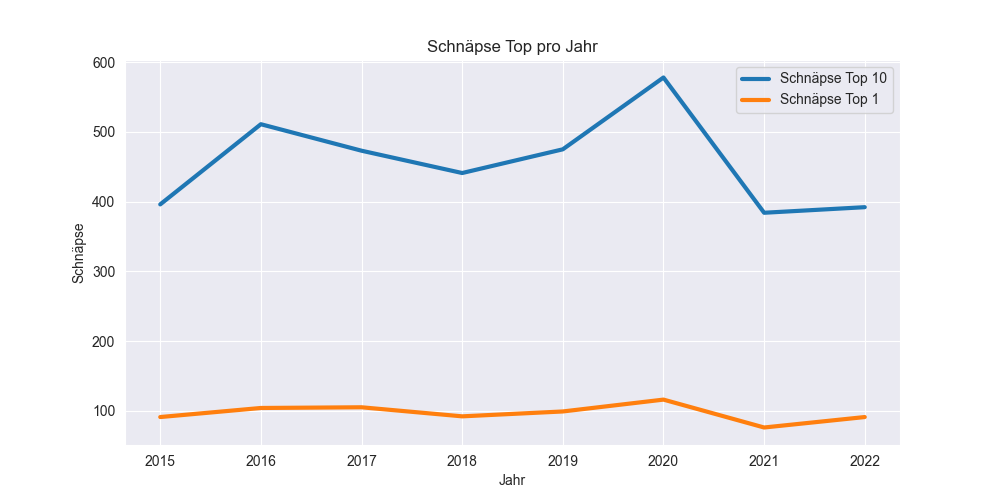 Schnäpse Top pro Jahr
Schnäpse Top 10
Schnäpse Top 1
600
500
400
300
200
100
Schnäpse
2015 2016 2017 2018 2019 2020 2021 2022
Jahr